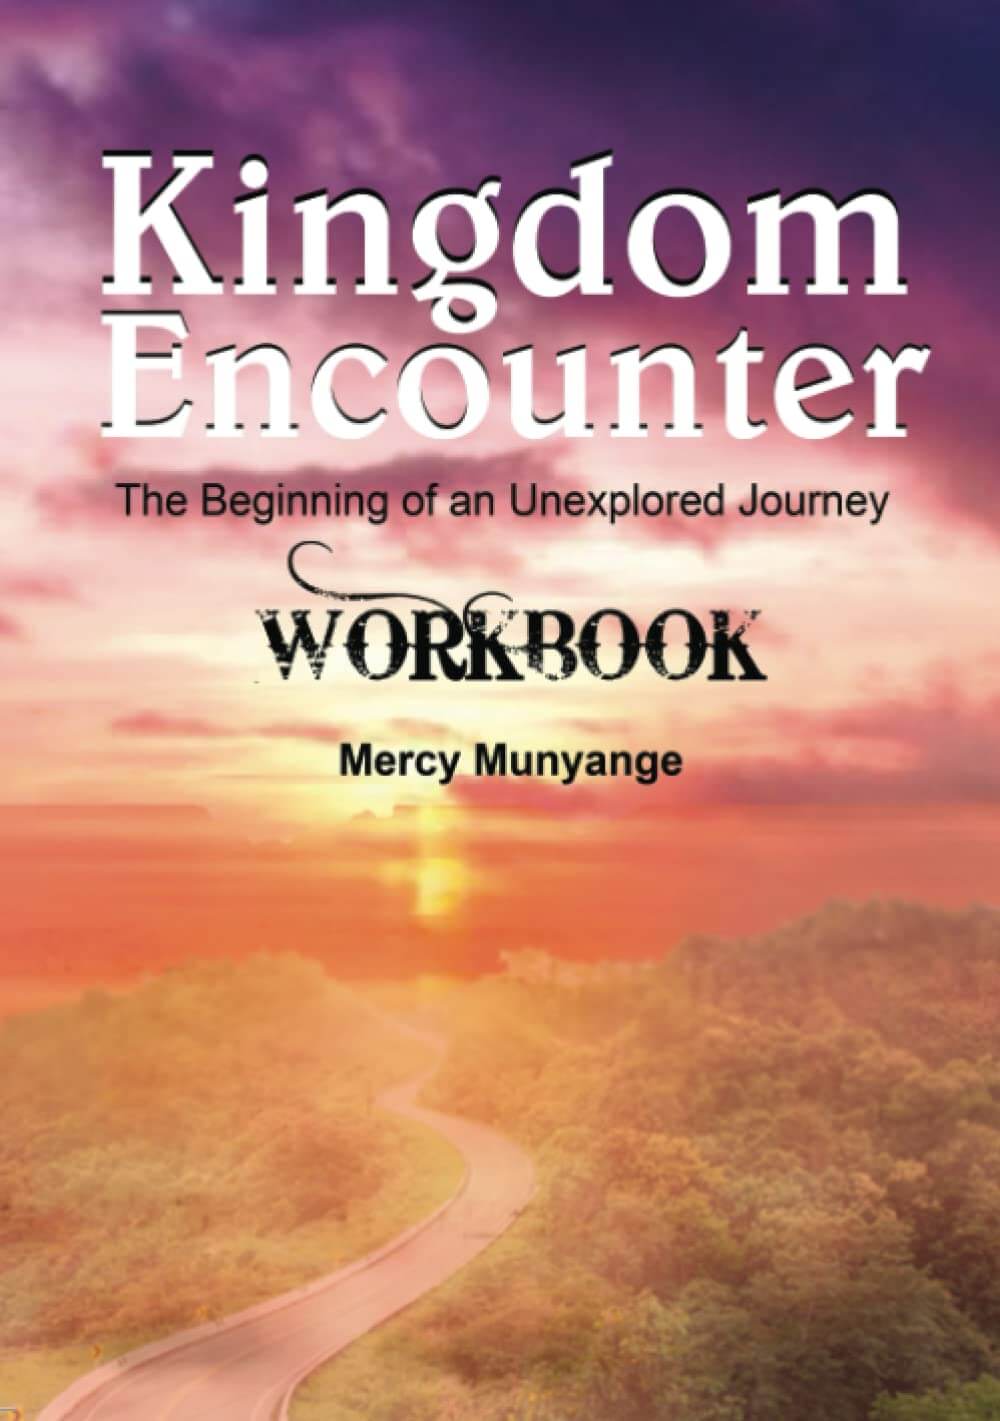 Kingdom
Encounter
The Beginning of an Unexplored Journey
WORKBOOK
Mercy Munyange